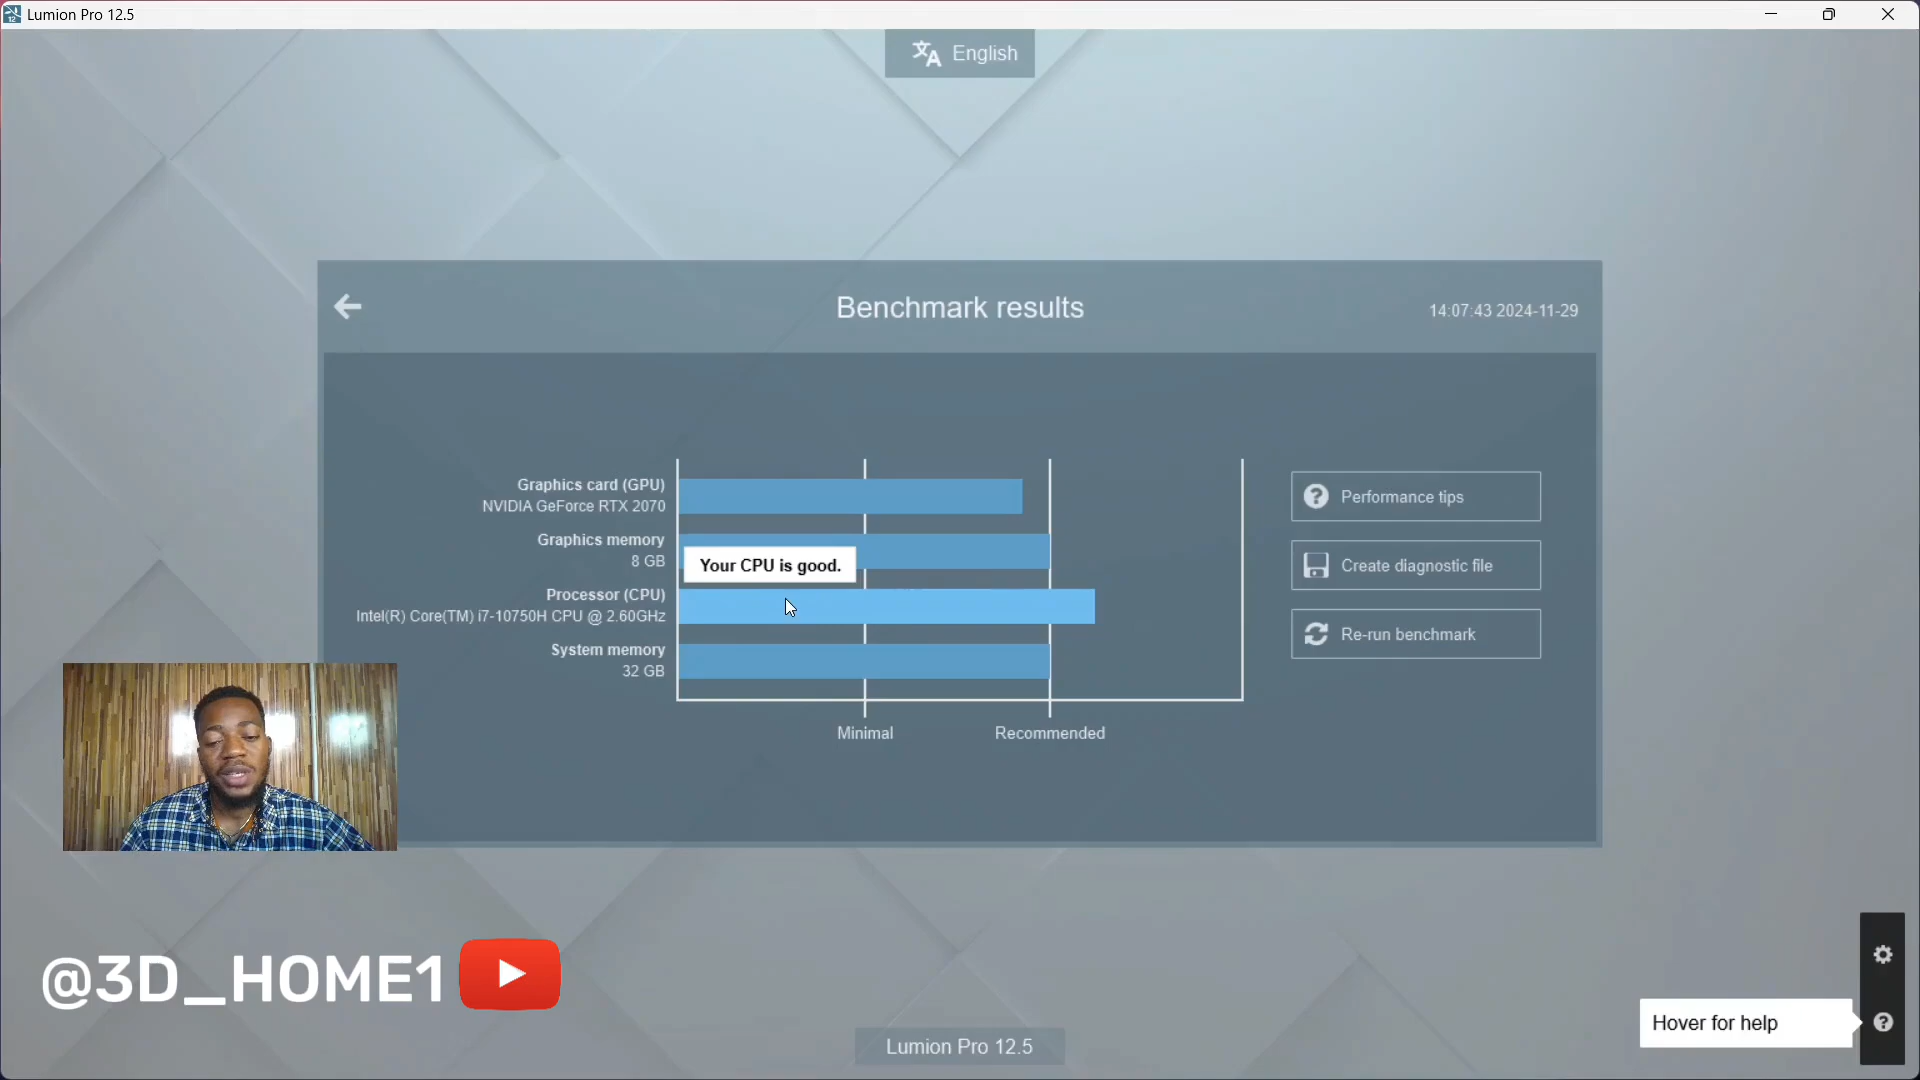 Lumion Pro 12.5
English
Benchmark results
14:07:43 2024-11-29
Graphics card (GPU)
NVIDIA GeForce RTX 2070
Graphics memory
8 GB
Your CPU is good.
Processor (CPU)
Intel(R) Core(TM) i7-10750H CPU @ 2.60GHz
System memory
32 GB
Minimal
Recommended
Performance tips
Create diagnostic file
Re-run benchmark
@3D_HOME1
Hover for help
Lumion Pro 12.5